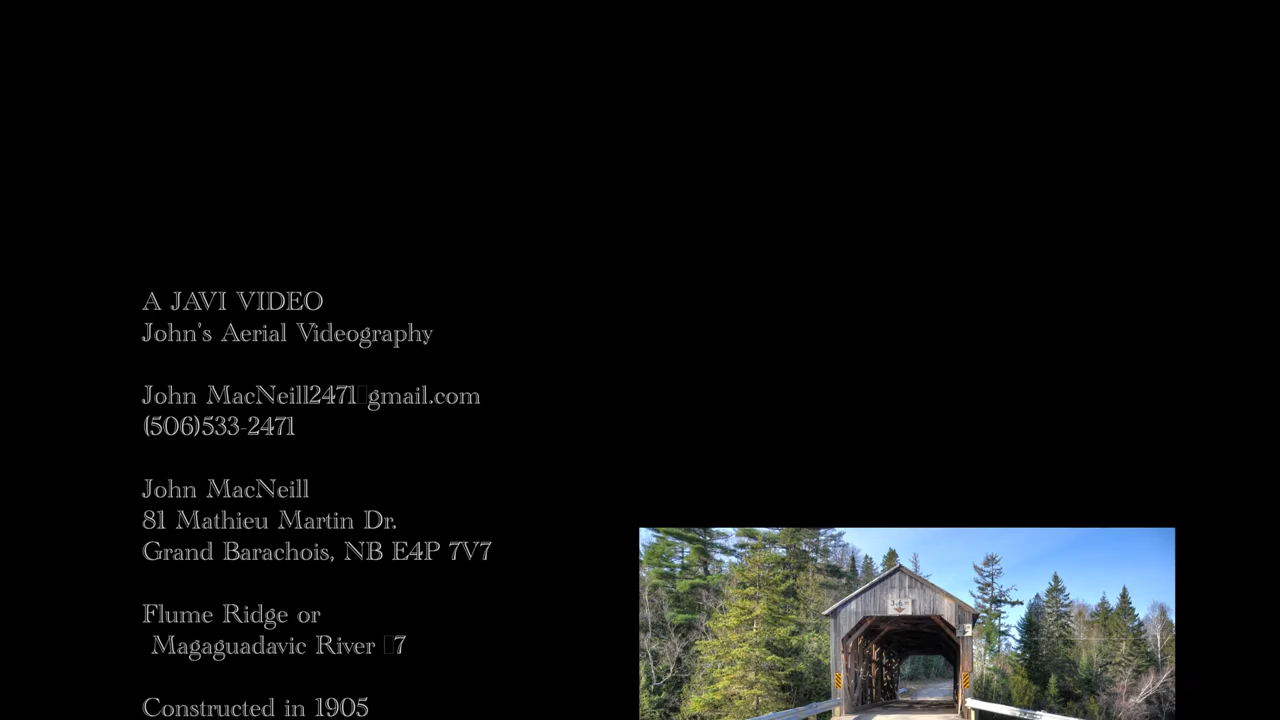 A JAVI VIDEO
John's Aerial Videography
John MacNeill2471□gmail.com
(506)533-2471
John MacNeill
81 Mathieu Martin Dr.
Grand Barachois, NB E4P 7V7
Flume Ridge or
Magaguadavic River □7
Constructed in 1905